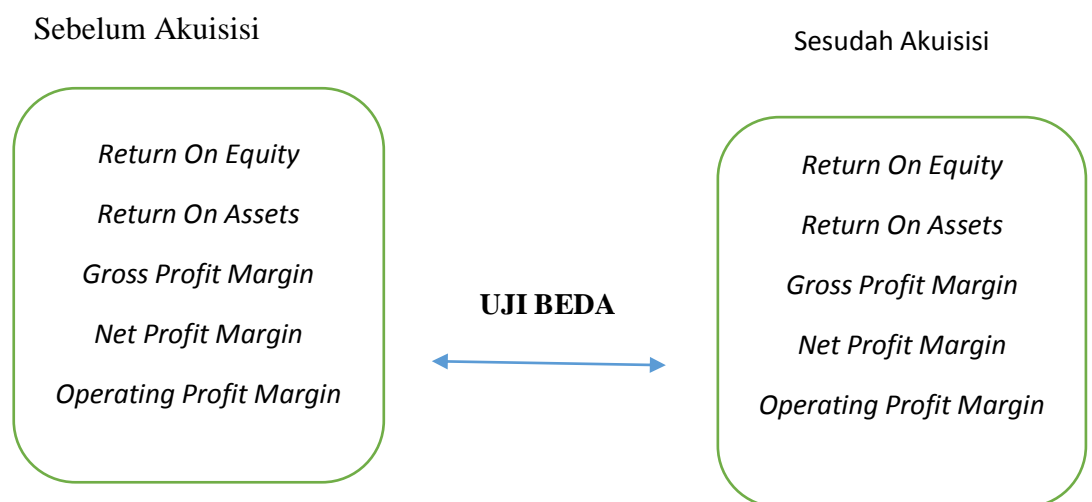 Sebelum Akuisisi
Return On Equity
Return On Assets
Gross Profit Margin
Net Profit Margin
Operating Profit Margin
UJI BEDA
Sesudah Akuisisi
Return On Equity
Return On Assets
Gross Profit Margin
Net Profit Margin
Operating Profit Margin